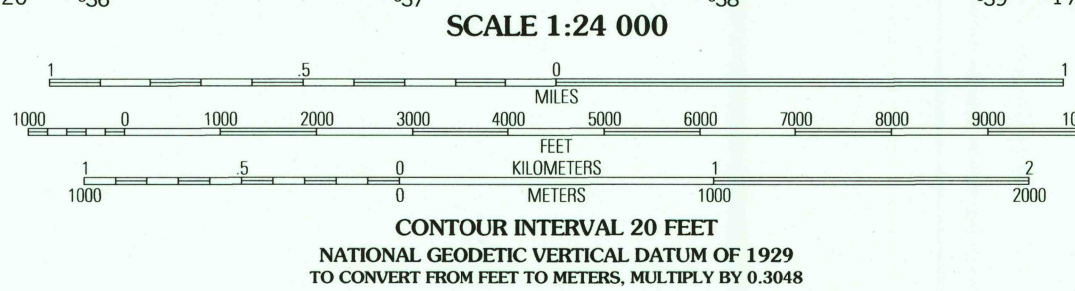 SCALE 1:24 000
1 .5 0 1
MILES
1000 0 1000 2000 3000 4000 5000 6000 7000 8000 9000
FEET
1 .5 0 KILOMETERS 1 2
1000 0 METERS 1000 2000
CONTOUR INTERVAL 20 FEET
NATIONAL GEODETIC VERTICAL DATUM OF 1929
TO CONVERT FROM FEET TO METERS, MULTIPLY BY 0.3048